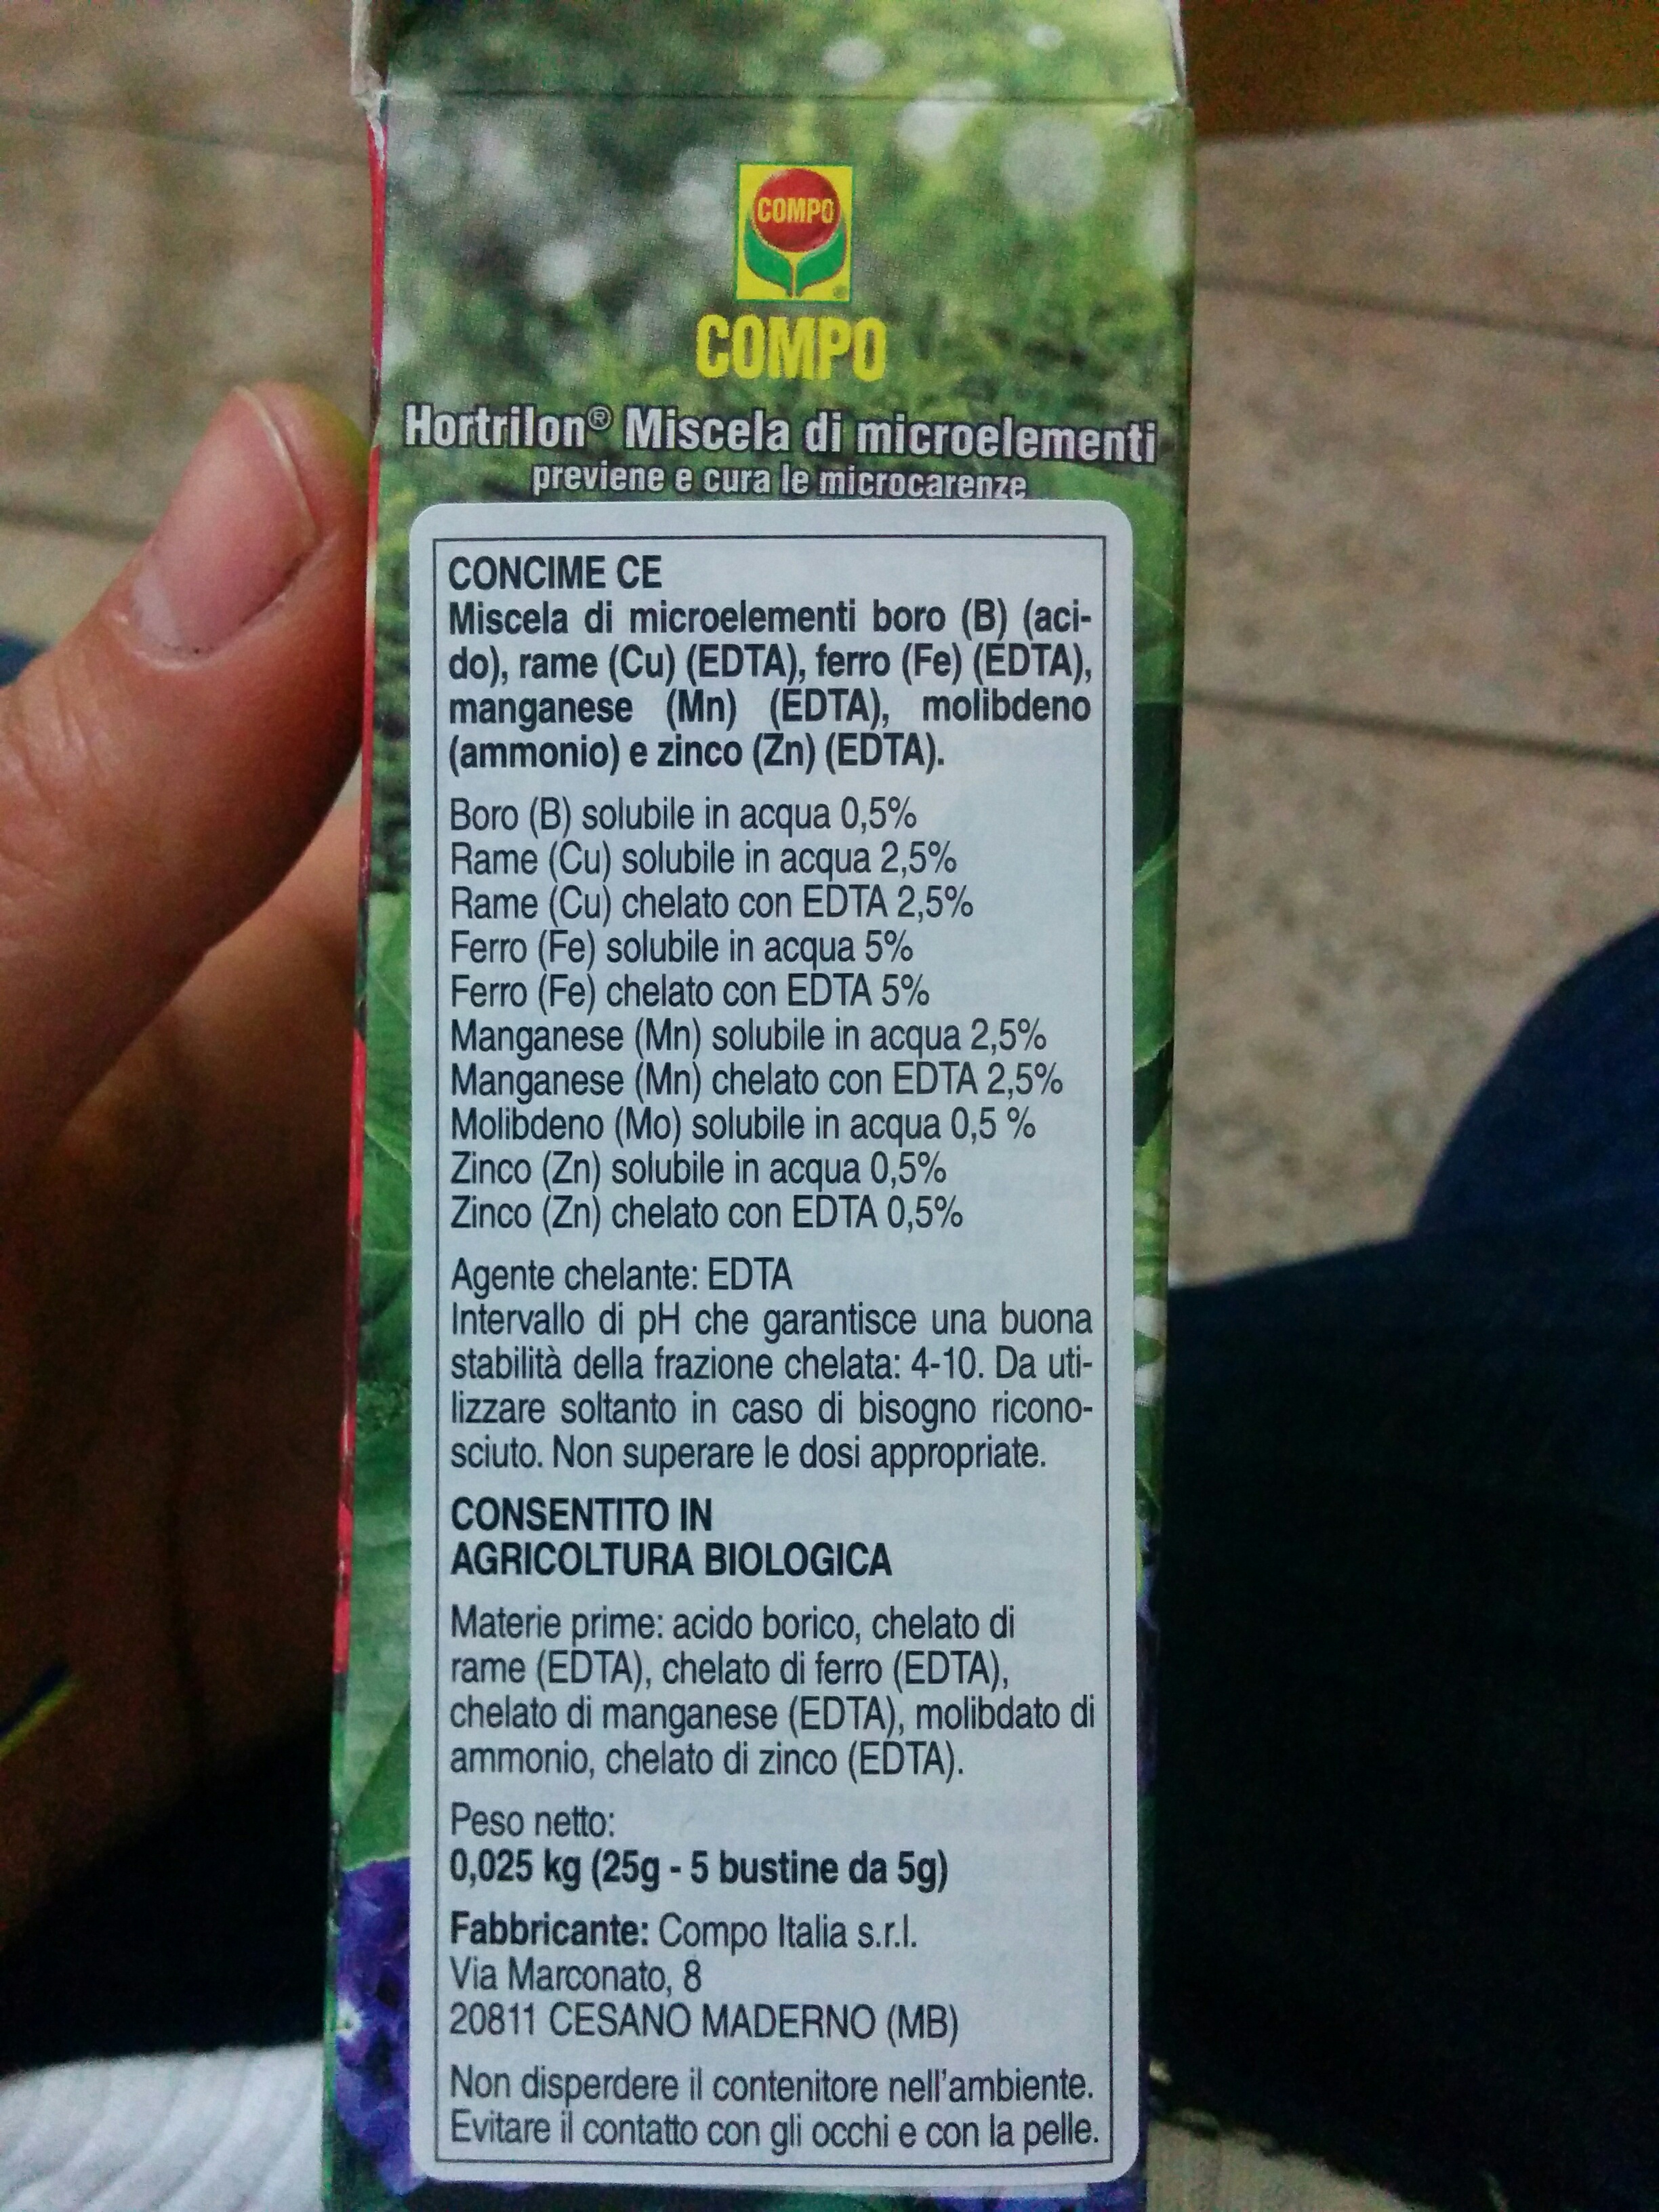 COMPO
COMPO
Hortrilon® Miscela di microelementi
previene e cura le microcarenze
CONCIME CE
Miscela di microelementi boro (B) (aci-
do), rame (Cu) (EDTA), ferro (Fe) (EDTA),
manganese (Mn) (EDTA), molibdeno
(ammonio) e zinco (Zn) (EDTA).
Boro (B) solubile in acqua 0,5%
Rame (Cu) solubile in acqua 2,5%
Rame (Cu) chelato con EDTA 2,5%
Ferro (Fe) solubile in acqua 5%
Ferro (Fe) chelato con EDTA 5%
Manganese (Mn) solubile in acqua 2,5%
Manganese (Mn) chelato con EDTA 2,5%
Molibdeno (Mo) solubile in acqua 0,5 %
Zinco (Zn) solubile in acqua 0,5%
Zinco (Zn) chelato con EDTA 0,5%
Agente chelante: EDTA
Intervallo di pH che garantisce una buona
stabilità della frazione chelata: 4-10. Da uti-
lizzare soltanto in caso di bisogno ricono-
sciuto. Non superare le dosi appropriate.
CONSENTITO IN
AGRICOLTURA BIOLOGICA
Materie prime: acido borico, chelato di
rame (EDTA), chelato di ferro (EDTA),
chelato di manganese (EDTA), molibdato di
ammonio, chelato di zinco (EDTA).
Peso netto:
0,025 kg (25g - 5 bustine da 5g)
Fabbricante: Compo Italia s.r.l.
Via Marconato, 8
20811 CESANO MADERNO (MB)
Non disperdere il contenitore nell'ambiente.
Evitare il contatto con gli occhi e con la pelle.